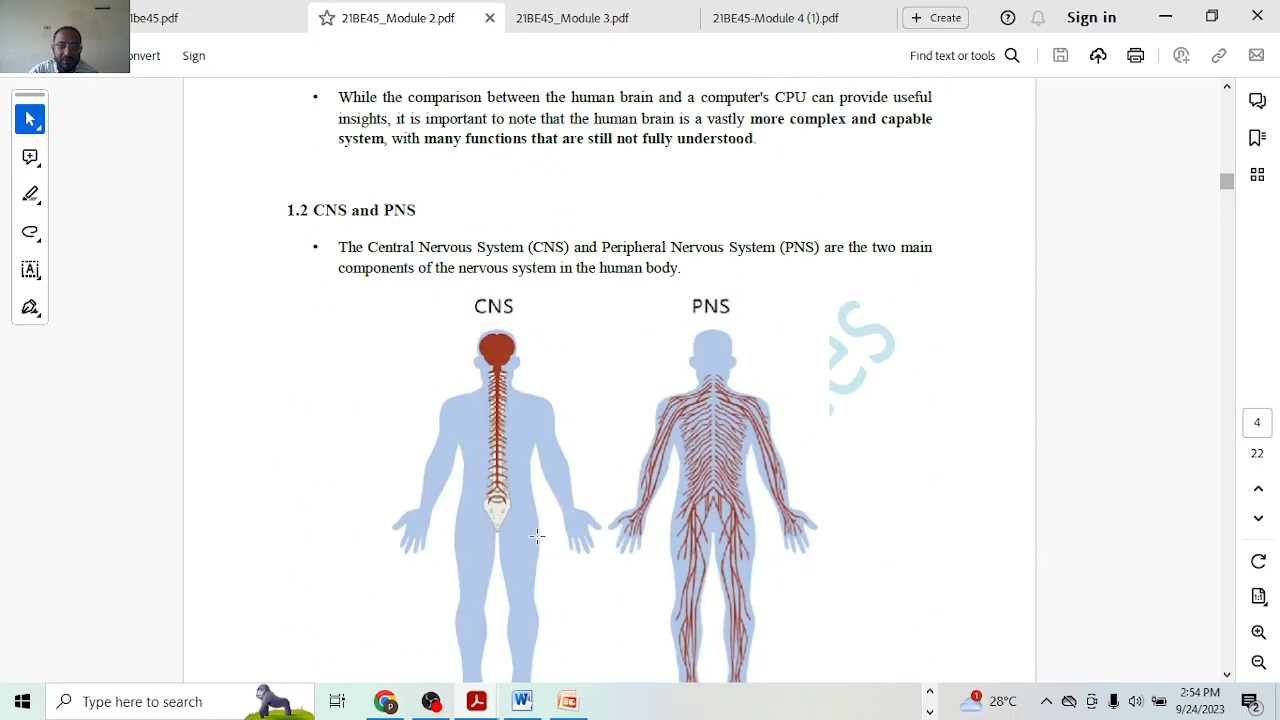 lbe45.pdf
21BE45_Module 2.pdf
21BE45_Module 3.pdf
21BE45-Module 4 (1).pdf
Create
Sign in
onvert
Sign
Find text or tools
• While the comparison between the human brain and a computer's CPU can provide useful
insights, it is important to note that the human brain is a vastly more complex and capable
system, with many functions that are still not fully understood.
1.2 CNS and PNS
• The Central Nervous System (CNS) and Peripheral Nervous System (PNS) are the two main
components of the nervous system in the human body.
CNS
PNS
es
4
22
Type here to search
28°C
2:54 PM
9/24/2023
2